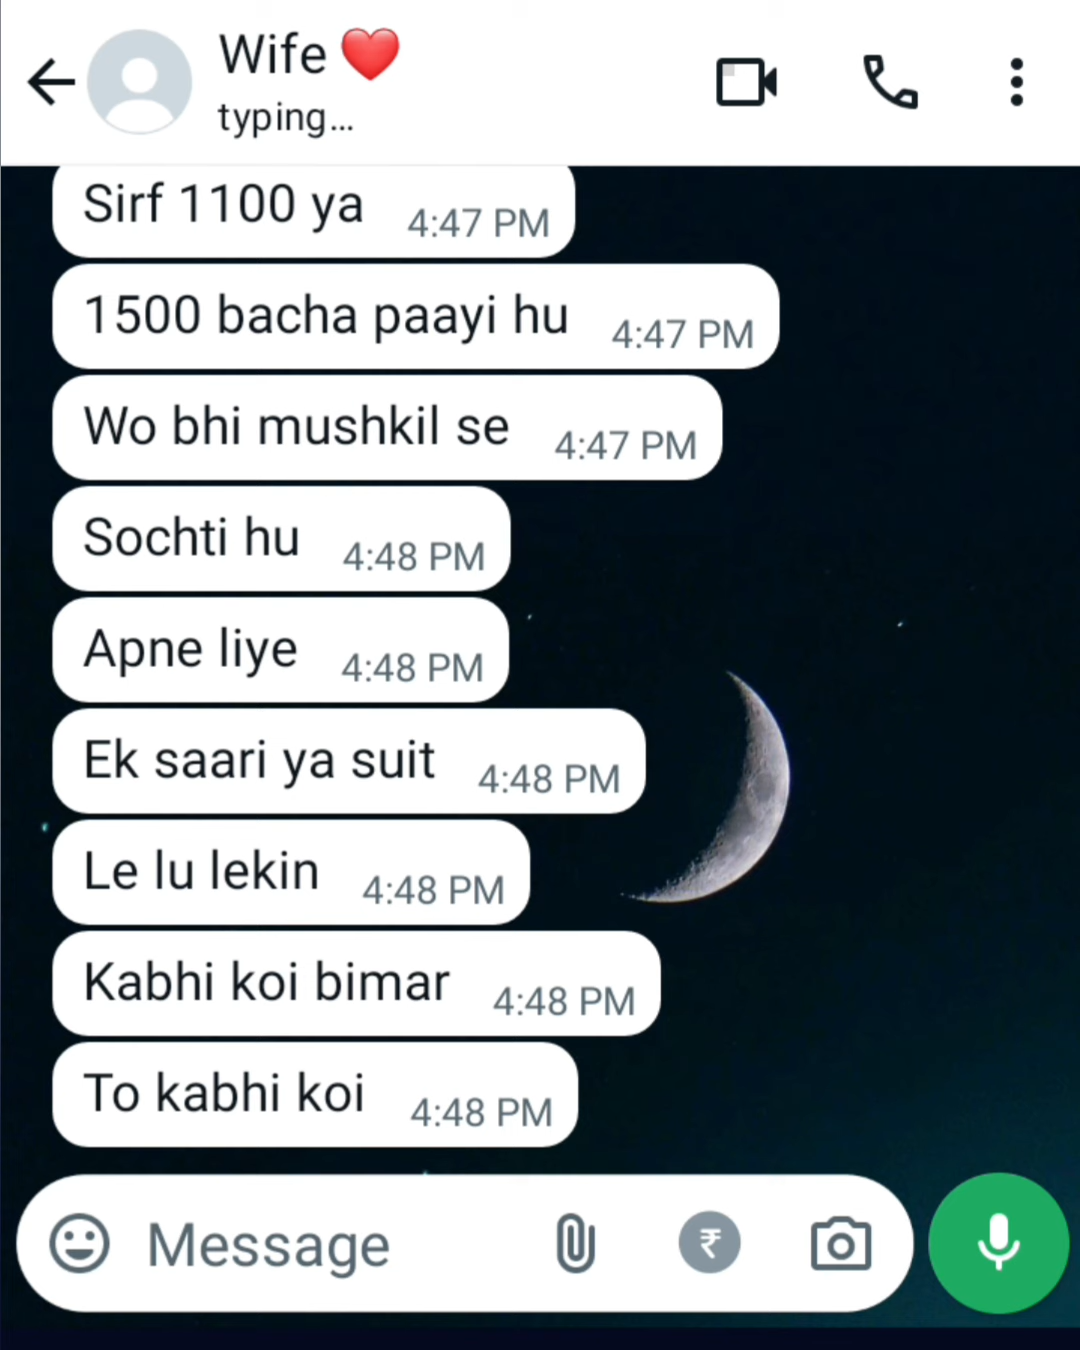 Wife ❤️
typing...
Sirf 1100 ya 4:47 PM
1500 bacha paayi hu 4:47 PM
Wo bhi mushkil se 4:47 PM
Sochti hu 4:48 PM
Apne liye 4:48 PM
Ek saari ya suit 4:48 PM
Le lu lekin 4:48 PM
Kabhi koi bimar 4:48 PM
To kabhi koi 4:48 PM
Message ₹